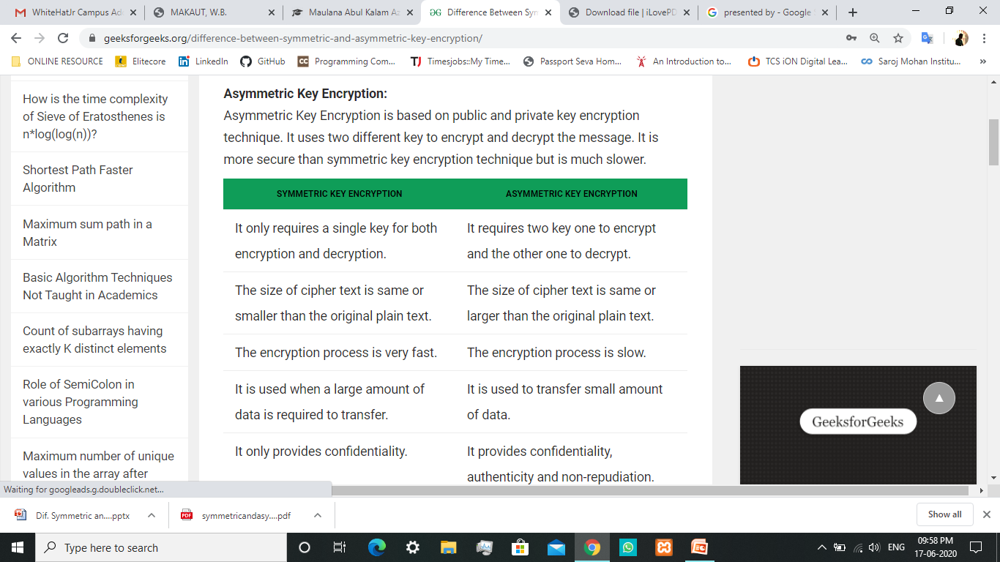 WhiteHatJr Campus Ad
MAKAUT, W.B.
Maulana Abul Kalam Az
Difference Between Syn
Download file | iLovePD
presented by - Google S
geeksforgeeks.org/difference-between-symmetric-and-asymmetric-key-encryption/
ONLINE RESOURCE
Elitecore
LinkedIn
GitHub
CC
Programming Com...
TJ
Timesjobs::My Time...
Passport Seva Hom...
An Introduction to...
TCS iON Digital Lea...
Saroj Mohan Institu...
»
How is the time complexity
of Sieve of Eratosthenes is
n*log(log(n))?
Shortest Path Faster
Algorithm
Maximum sum path in a
Matrix
Basic Algorithm Techniques
Not Taught in Academics
Count of subarrays having
exactly K distinct elements
Role of SemiColon in
various Programming
Languages
Maximum number of unique
values in the array after
Asymmetric Key Encryption:
Asymmetric Key Encryption is based on public and private key encryption
technique. It uses two different key to encrypt and decrypt the message. It is
more secure than symmetric key encryption technique but is much slower.
SYMMETRIC KEY ENCRYPTION
ASYMMETRIC KEY ENCRYPTION
It only requires a single key for both
encryption and decryption.
It requires two key one to encrypt
and the other one to decrypt.
The size of cipher text is same or
smaller than the original plain text.
The size of cipher text is same or
larger than the original plain text.
The encryption process is very fast.
The encryption process is slow.
It is used when a large amount of
data is required to transfer.
It is used to transfer small amount
of data.
It only provides confidentiality.
It provides confidentiality,
authenticity and non-repudiation.
GeeksforGeeks
Waiting for googleads.g.doubleclick.net...
Dif. Symmetric an....pptx
PDF
symmetricandasy....pdf
Show all
Type here to search
ENG
09:58 PM
17-06-2020